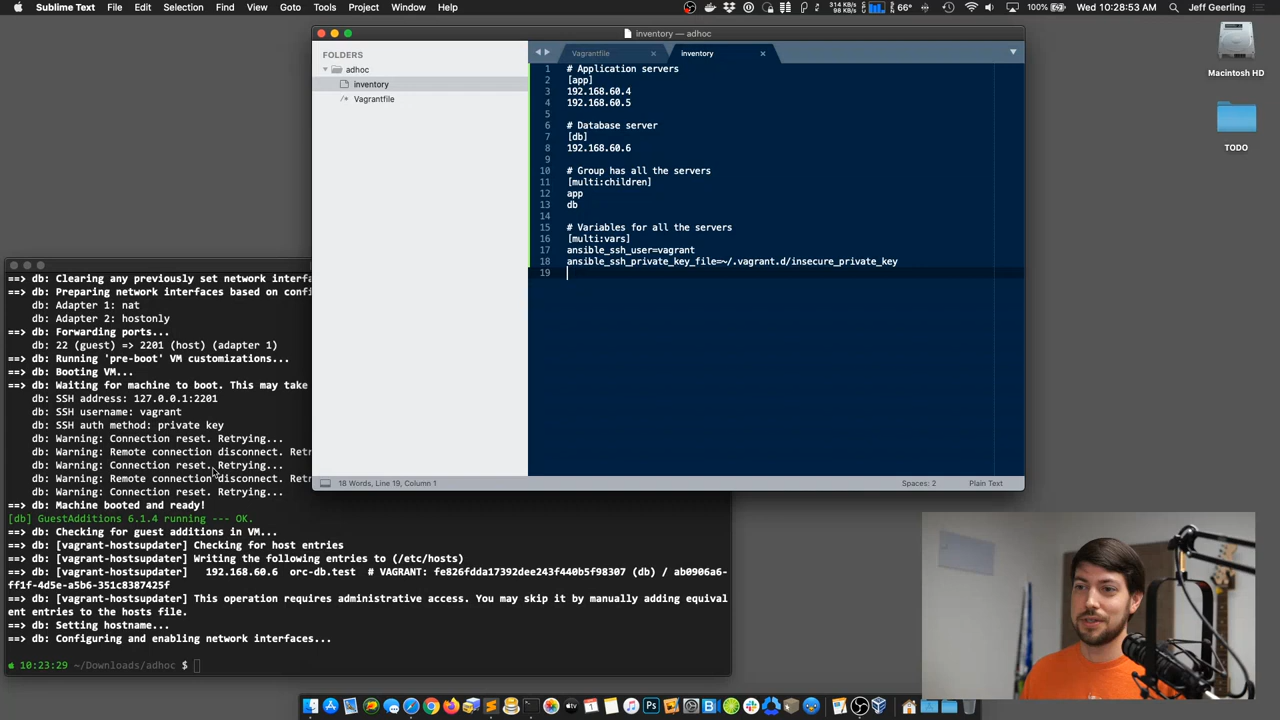 Sublime Text File Edit Selection Find View Goto Tools Project Window Help
314 KB/s
98 KB/s
66° 100% Wed 10:28:53 AM Jeff Geerling
inventory — adhoc
FOLDERS
adhoc
inventory
Vagrantfile
Vagrantfile
inventory
1 # Application servers
2 [app]
3 192.168.60.4
4 192.168.60.5
5
6 # Database server
7 [db]
8 192.168.60.6
9
10 # Group has all the servers
11 [multi:children]
12 app
13 db
14
15 # Variables for all the servers
16 [multi:vars]
17 ansible_ssh_user=vagrant
18 ansible_ssh_private_key_file=~/.vagrant.d/insecure_private_key
19
18 Words, Line 19, Column 1
Spaces: 2
Plain Text
Macintosh HD
TODO
==> db: Clearing any previously set network interfa
==> db: Preparing network interfaces based on confi
db: Adapter 1: nat
db: Adapter 2: hostonly
==> db: Forwarding ports...
db: 22 (guest) => 2201 (host) (adapter 1)
==> db: Running 'pre-boot' VM customizations...
==> db: Booting VM...
==> db: Waiting for machine to boot. This may take
db: SSH address: 127.0.0.1:2201
db: SSH username: vagrant
db: SSH auth method: private key
db: Warning: Connection reset. Retrying...
db: Warning: Remote connection disconnect. Retr
db: Warning: Connection reset. Retrying...
db: Warning: Remote connection disconnect. Retr
db: Warning: Connection reset. Retrying...
==> db: Machine booted and ready!
[db] GuestAdditions 6.1.4 running --- OK.
==> db: Checking for guest additions in VM...
==> db: [vagrant-hostsupdater] Checking for host entries
==> db: [vagrant-hostsupdater] Writing the following entries to (/etc/hosts)
==> db: [vagrant-hostsupdater]   192.168.60.6  orc-db.test  # VAGRANT: fe826fdda17392dee243f440b5f98307 (db) / ab0906a6-
ff1f-4d5e-a5b6-351c8387425f
==> db: [vagrant-hostsupdater] This operation requires administrative access. You may skip it by manually adding equival
ent entries to the hosts file.
==> db: Setting hostname...
==> db: Configuring and enabling network interfaces...
10:23:29 ~/Downloads/adhoc $